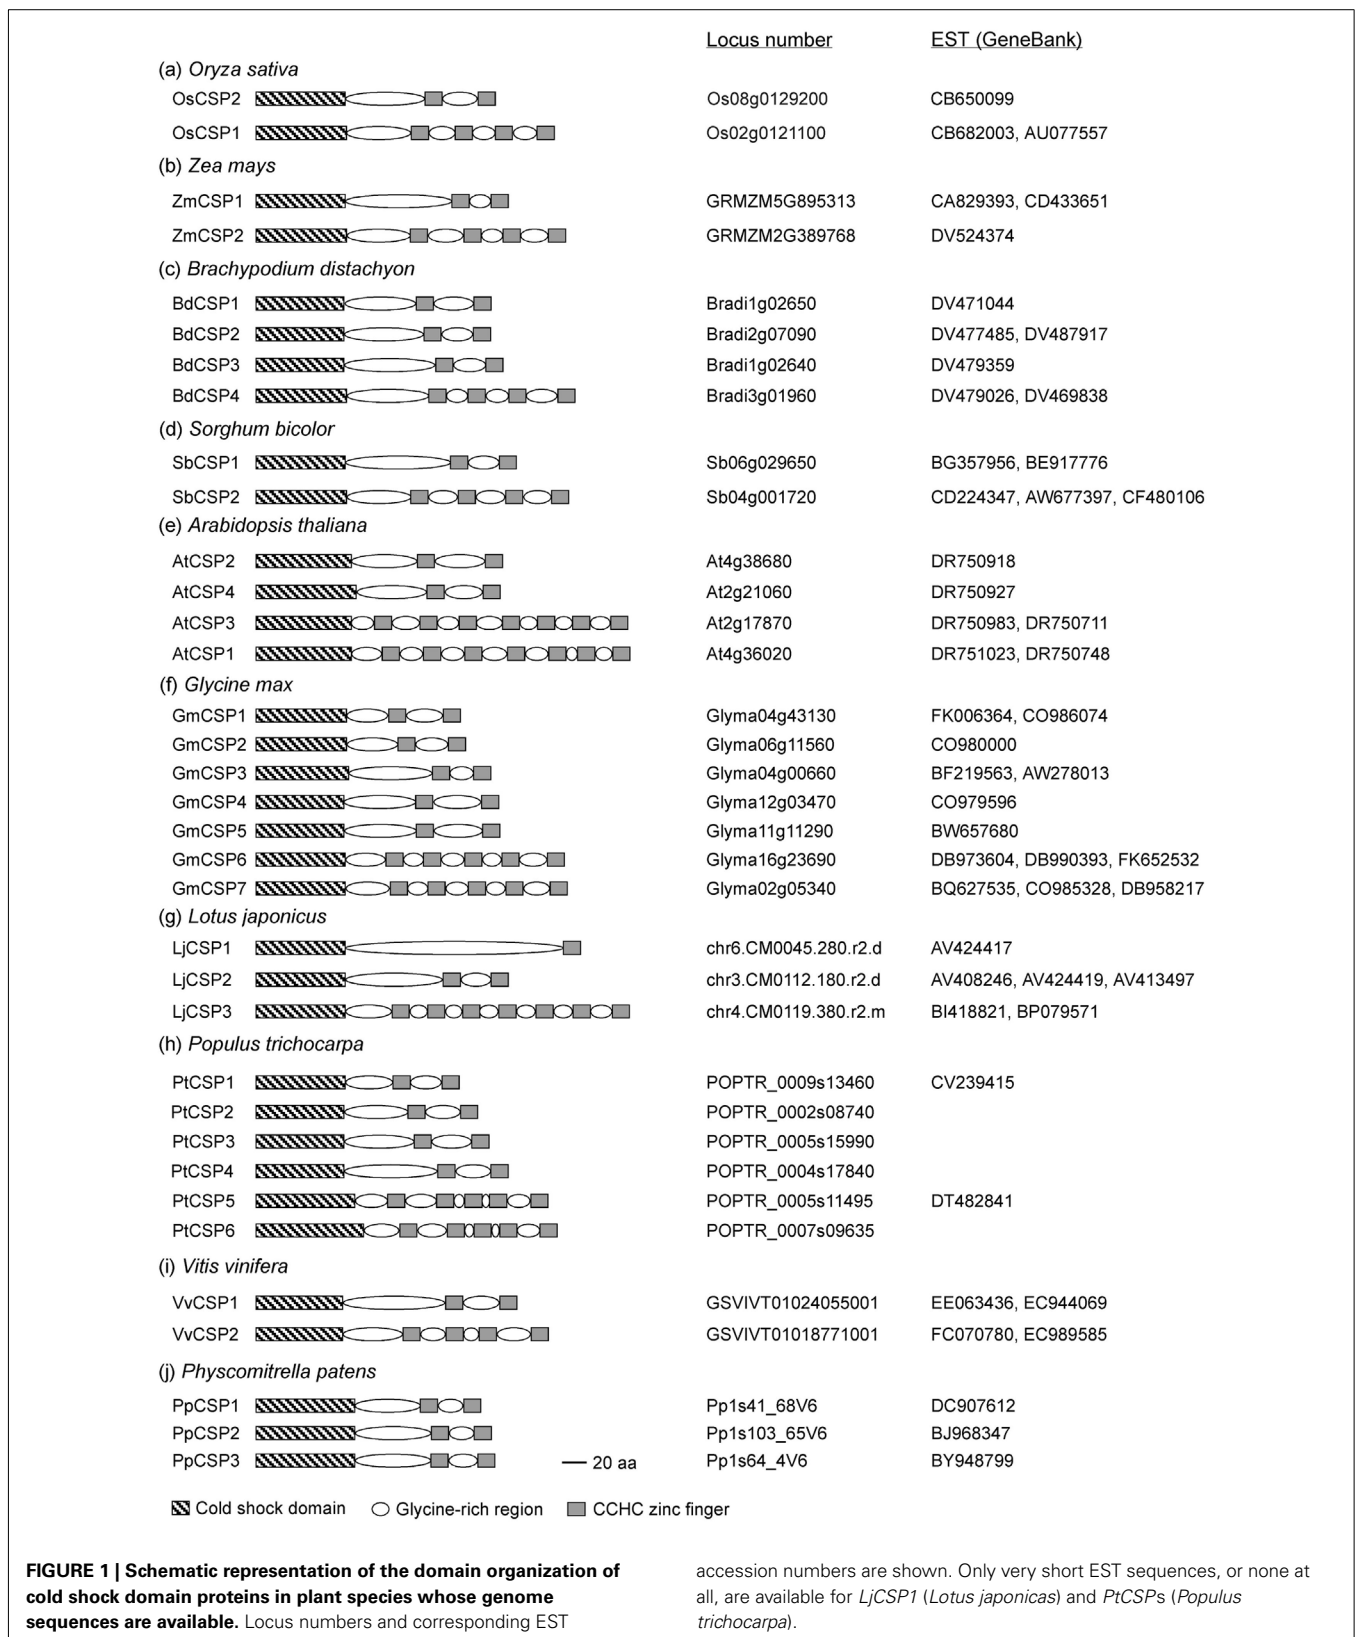 Locus number EST (GeneBank)
(a) Oryza sativa
OsCSP2 Os08g0129200 CB650099
OsCSP1 Os02g0121100 CB682003, AU077557
(b) Zea mays
ZmCSP1 GRMZM5G895313 CA829393, CD433651
ZmCSP2 GRMZM2G389768 DV524374
(c) Brachypodium distachyon
BdCSP1 Bradi1g02650 DV471044
BdCSP2 Bradi2g07090 DV477485, DV487917
BdCSP3 Bradi1g02640 DV479359
BdCSP4 Bradi3g01960 DV479026, DV469838
(d) Sorghum bicolor
SbCSP1 Sb06g029650 BG357956, BE917776
SbCSP2 Sb04g001720 CD224347, AW677397, CF480106
(e) Arabidopsis thaliana
AtCSP2 At4g38680 DR750918
AtCSP4 At2g21060 DR750927
AtCSP3 At2g17870 DR750983, DR750711
AtCSP1 At4g36020 DR751023, DR750748
(f) Glycine max
GmCSP1 Glyma04g43130 FK006364, CO986074
GmCSP2 Glyma06g11560 CO980000
GmCSP3 Glyma04g00660 BF219563, AW278013
GmCSP4 Glyma12g03470 CO979596
GmCSP5 Glyma11g11290 BW657680
GmCSP6 Glyma16g23690 DB973604, DB990393, FK652532
GmCSP7 Glyma02g05340 BQ627535, CO985328, DB958217
(g) Lotus japonicus
LjCSP1 chr6.CM0045.280.r2.d AV424417
LjCSP2 chr3.CM0112.180.r2.d AV408246, AV424419, AV413497
LjCSP3 chr4.CM0119.380.r2.m BI418821, BP079571
(h) Populus trichocarpa
PtCSP1 POPTR_0009s13460 CV239415
PtCSP2 POPTR_0002s08740
PtCSP3 POPTR_0005s15990
PtCSP4 POPTR_0004s17840
PtCSP5 POPTR_0005s11495 DT482841
PtCSP6 POPTR_0007s09635
(i) Vitis vinifera
VvCSP1 GSVIVT01024055001 EE063436, EC944069
VvCSP2 GSVIVT01018771001 FC070780, EC989585
(j) Physcomitrella patens
PpCSP1 Pp1s41_68V6 DC907612
PpCSP2 Pp1s103_65V6 BJ968347
PpCSP3 20 aa Pp1s64_4V6 BY948799
Cold shock domain Glycine-rich region CCHC zinc finger
FIGURE 1 | Schematic representation of the domain organization of
cold shock domain proteins in plant species whose genome
sequences are available. Locus numbers and corresponding EST
accession numbers are shown. Only very short EST sequences, or none at
all, are available for LjCSP1 (Lotus japonicas) and PtCSPs (Populus
trichocarpa).